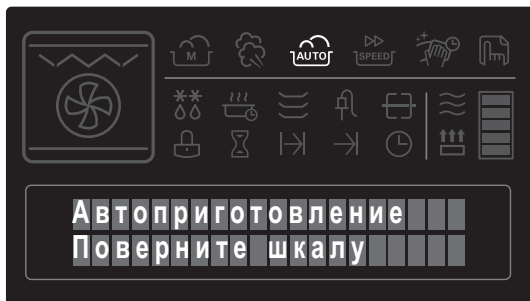 M
AUTO
SPEED
Автоприготовление
Поверните шкалу